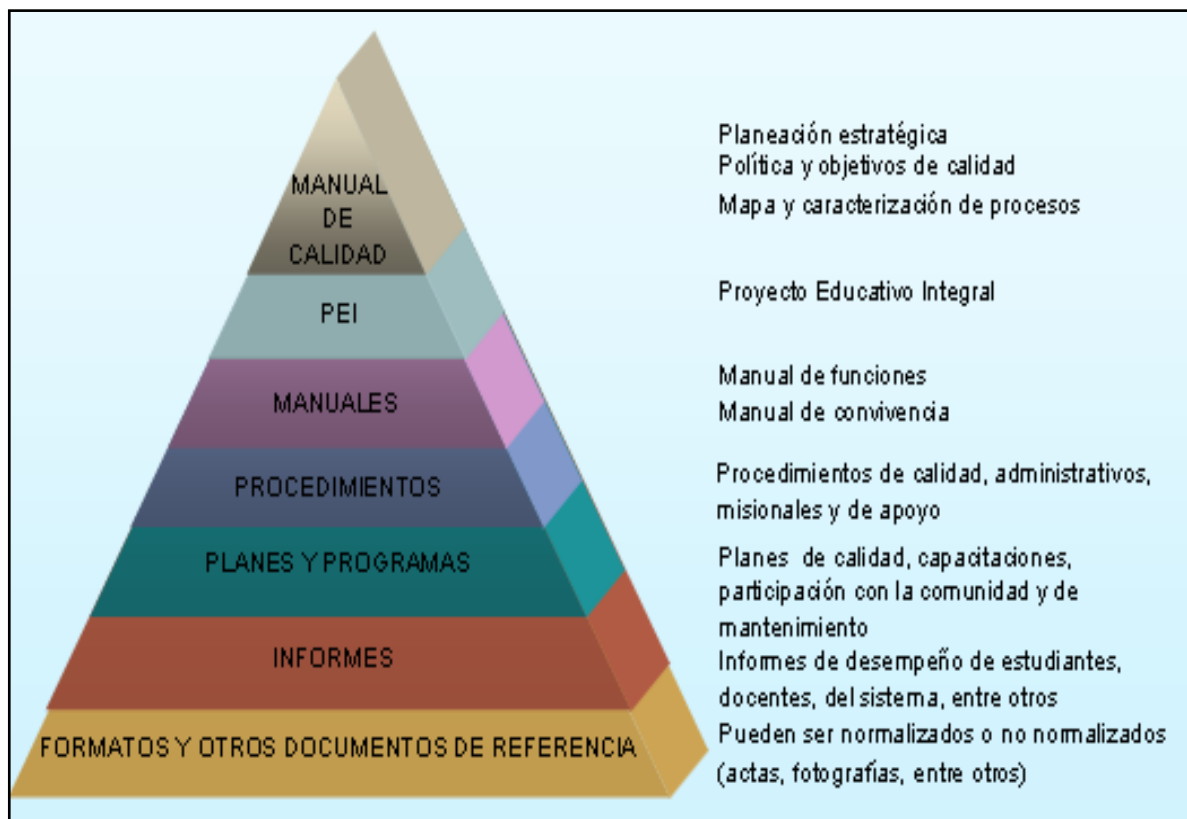 MANUAL
DE
CALIDAD
Planeación estratégica
Política y objetivos de calidad
Mapa y caracterización de procesos
PEI
Proyecto Educativo Integral
MANUALES
Manual de funciones
Manual de convivencia
PROCEDIMIENTOS
Procedimientos de calidad, administrativos,
misionales y de apoyo
PLANES Y PROGRAMAS
Planes de calidad, capacitaciones,
participación con la comunidad y de
mantenimiento
INFORMES
Informes de desempeño de estudiantes,
docentes, del sistema, entre otros
FORMATOS Y OTROS DOCUMENTOS DE REFERENCIA
Pueden ser normalizados o no normalizados
(actas, fotografías, entre otros)